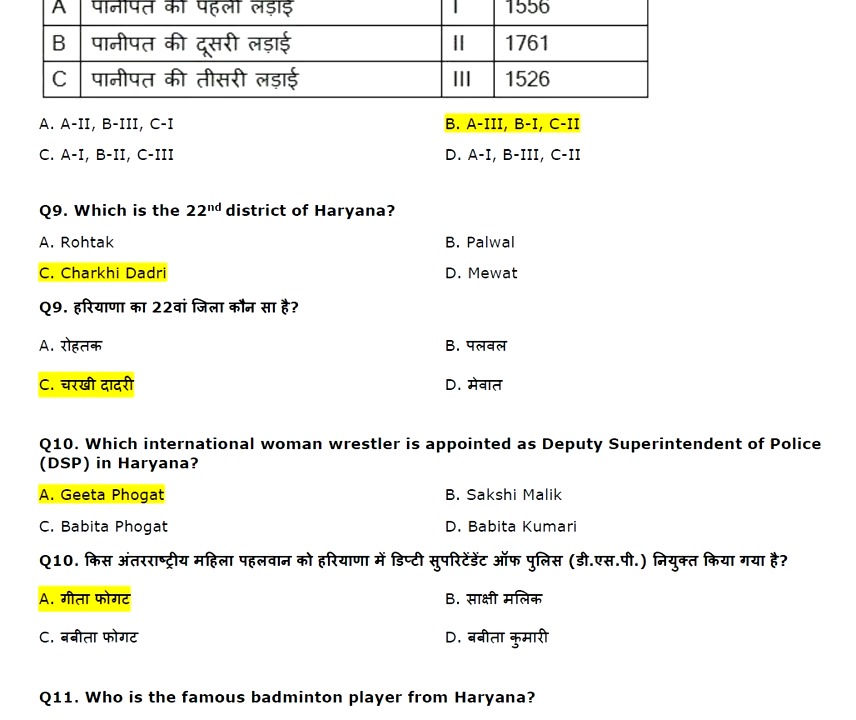 A पानीपत की पहली लड़ाई I 1556
B पानीपत की दूसरी लड़ाई II 1761
C पानीपत की तीसरी लड़ाई III 1526
A. A-II, B-III, C-I B. A-III, B-I, C-II
C. A-I, B-II, C-III D. A-I, B-III, C-II
Q9. Which is the 22nd district of Haryana?
A. Rohtak B. Palwal
C. Charkhi Dadri D. Mewat
Q9. हरियाणा का 22वां जिला कौन सा है?
A. रोहतक B. पलवल
C. चरखी दादरी D. मेवात
Q10. Which international woman wrestler is appointed as Deputy Superintendent of Police
(DSP) in Haryana?
A. Geeta Phogat B. Sakshi Malik
C. Babita Phogat D. Babita Kumari
Q10. किस अंतरराष्ट्रीय महिला पहलवान को हरियाणा में डिप्टी सुपरिटेंडेंट ऑफ पुलिस (डी.एस.पी.) नियुक्त किया गया है?
A. गीता फोगट B. साक्षी मलिक
C. बबीता फोगट D. बबीता कुमारी
Q11. Who is the famous badminton player from Haryana?